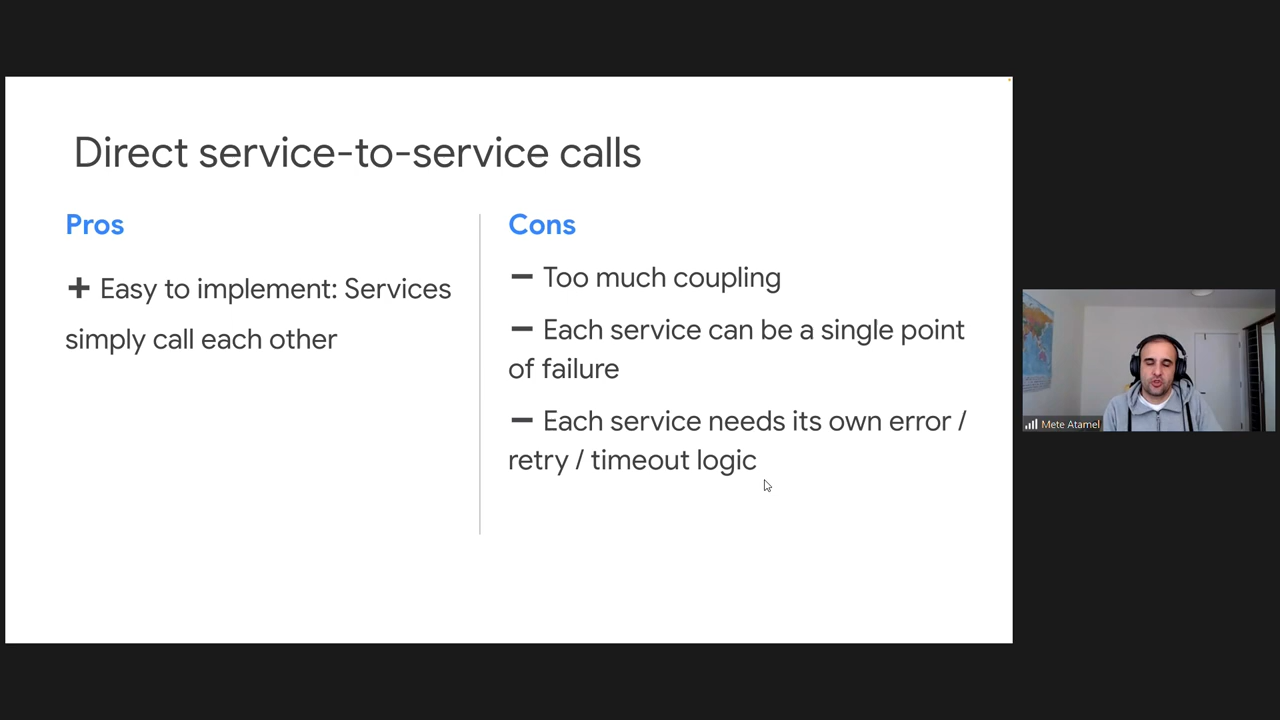 Direct service-to-service calls
Pros
+ Easy to implement: Services
simply call each other
Cons
− Too much coupling
− Each service can be a single point
of failure
− Each service needs its own error /
retry / timeout logic
Mete Atamel